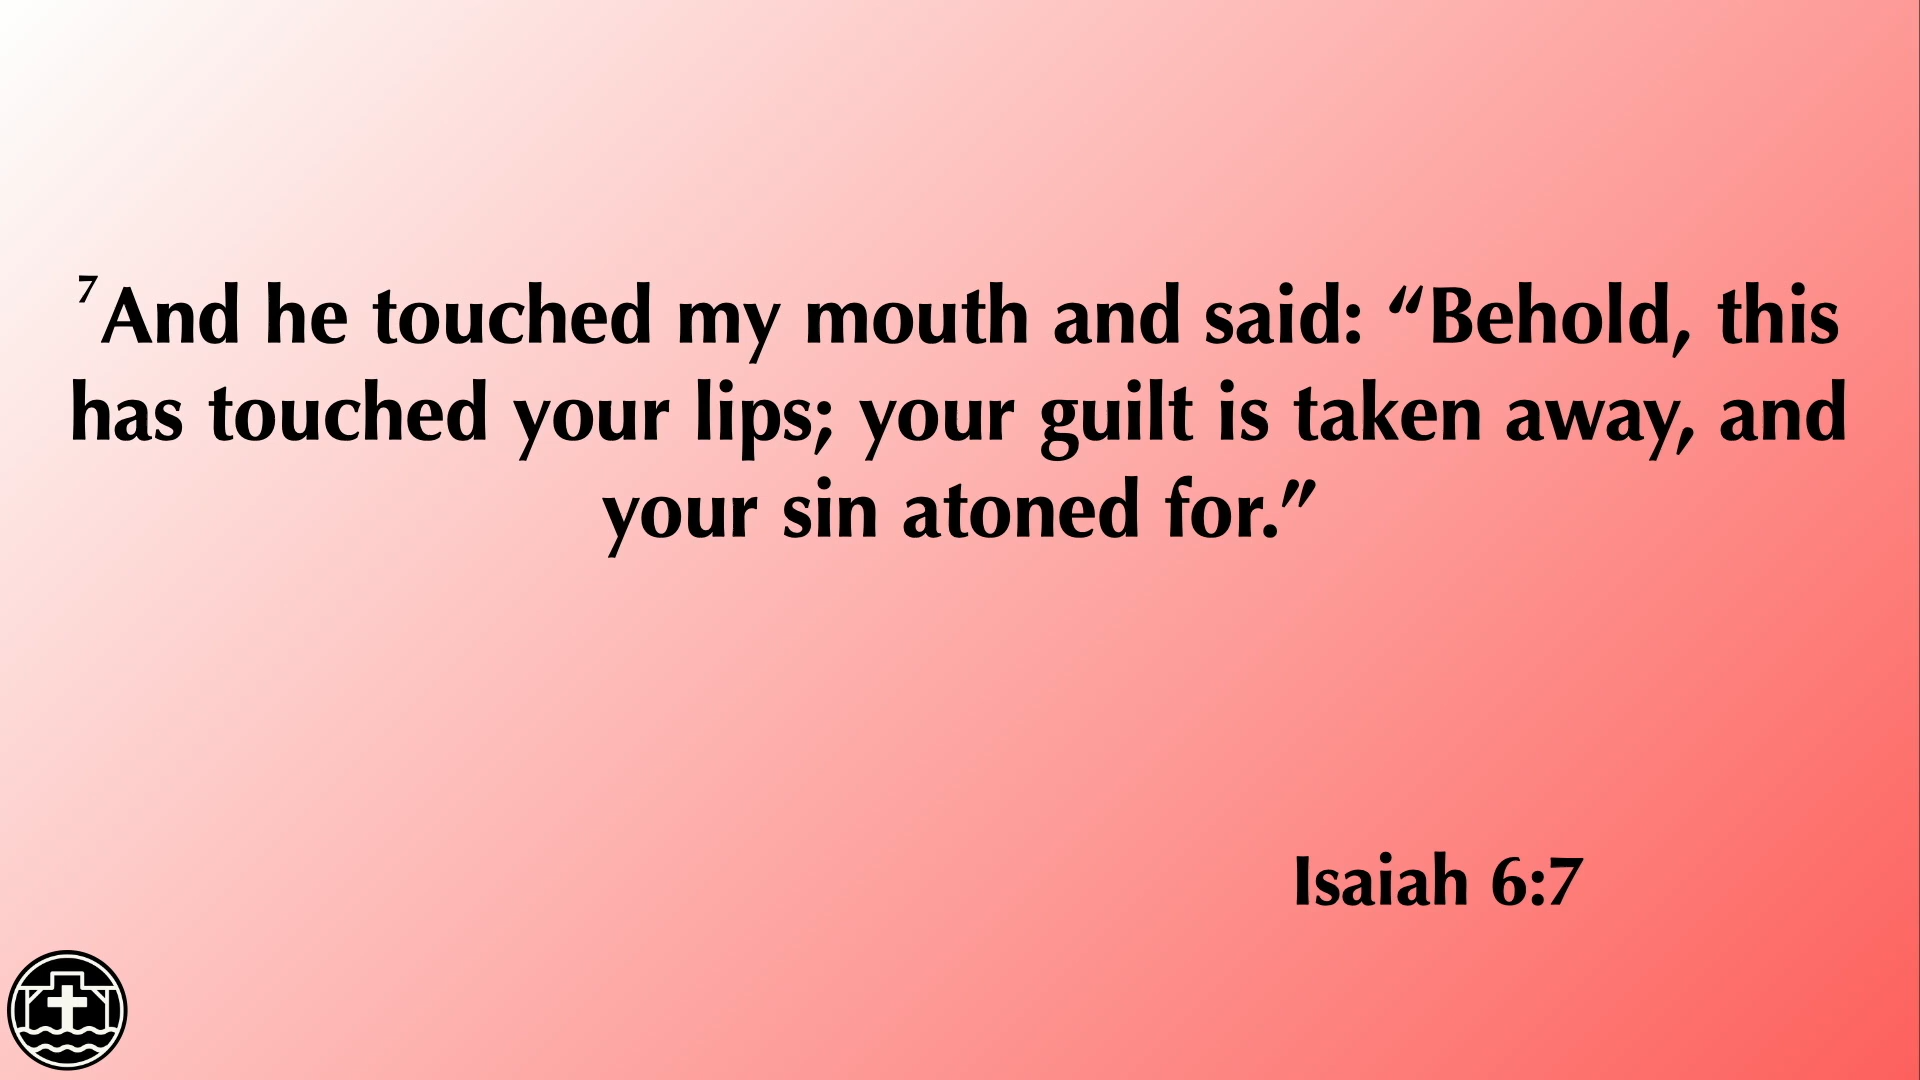 ⁷And he touched my mouth and said: “Behold, this
has touched your lips; your guilt is taken away, and
your sin atoned for.”
Isaiah 6:7